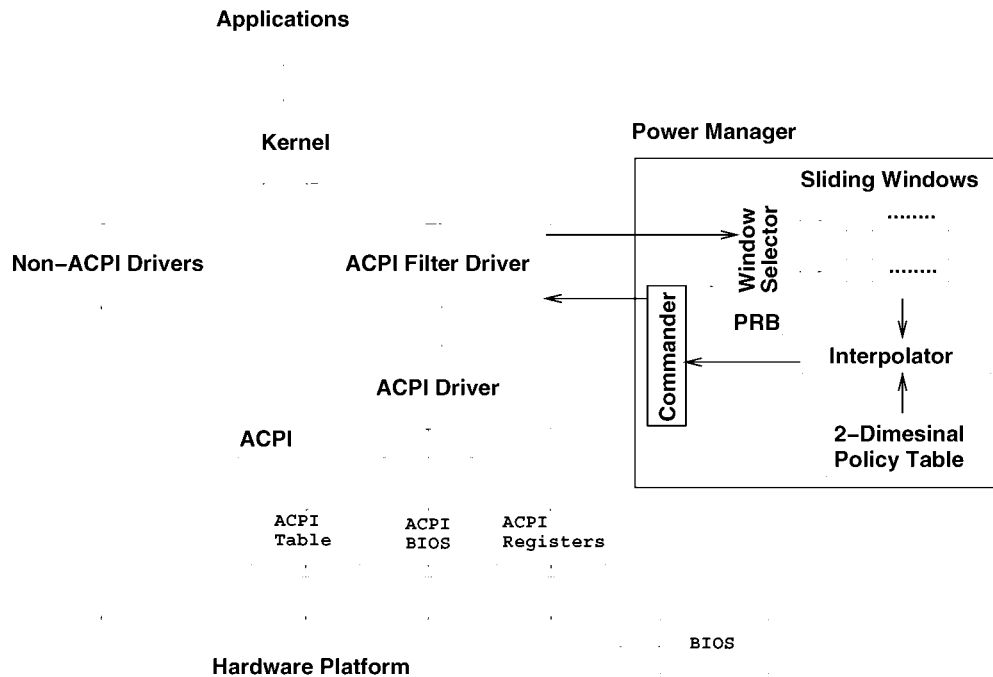 Applications
Kernel
Power Manager
Sliding Windows
Window
Selector
Non−ACPI Drivers
ACPI Filter Driver
PRB
Commander
Interpolator
ACPI Driver
2−Dimesinal
Policy Table
ACPI
ACPI
Table
ACPI
BIOS
ACPI
Registers
BIOS
Hardware Platform